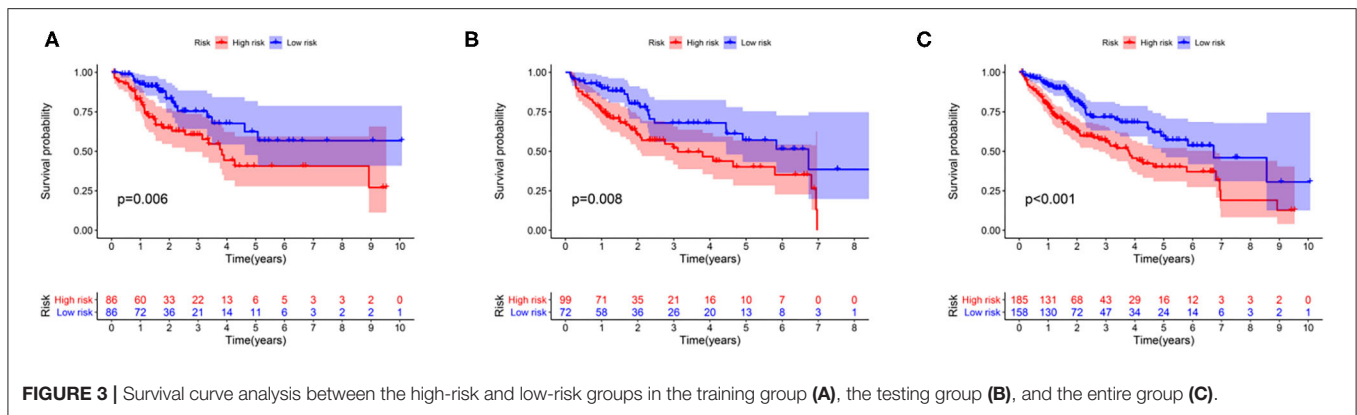 A
Risk High risk Low risk
Survival probability
1.00
0.75
0.50
0.25
0.00
p=0.006
0 1 2 3 4 5 6 7 8 9 10
Time(years)
Risk
High risk 86 60 33 22 13 6 5 3 3 2 0
Low risk 86 72 36 21 14 11 6 3 2 2 1
0 1 2 3 4 5 6 7 8 9 10
Time(years)
B
Risk High risk Low risk
Survival probability
1.00
0.75
0.50
0.25
0.00
p=0.008
0 1 2 3 4 5 6 7 8
Time(years)
Risk
High risk 99 71 35 21 16 10 7 0 0
Low risk 72 58 36 26 20 13 8 3 1
0 1 2 3 4 5 6 7 8
Time(years)
C
Risk High risk Low risk
Survival probability
1.00
0.75
0.50
0.25
0.00
p<0.001
0 1 2 3 4 5 6 7 8 9 10
Time(years)
Risk
High risk 185 131 68 43 29 16 12 3 3 2 0
Low risk 158 130 72 47 34 24 14 6 3 2 1
0 1 2 3 4 5 6 7 8 9 10
Time(years)
FIGURE 3 | Survival curve analysis between the high-risk and low-risk groups in the training group (A), the testing group (B), and the entire group (C).